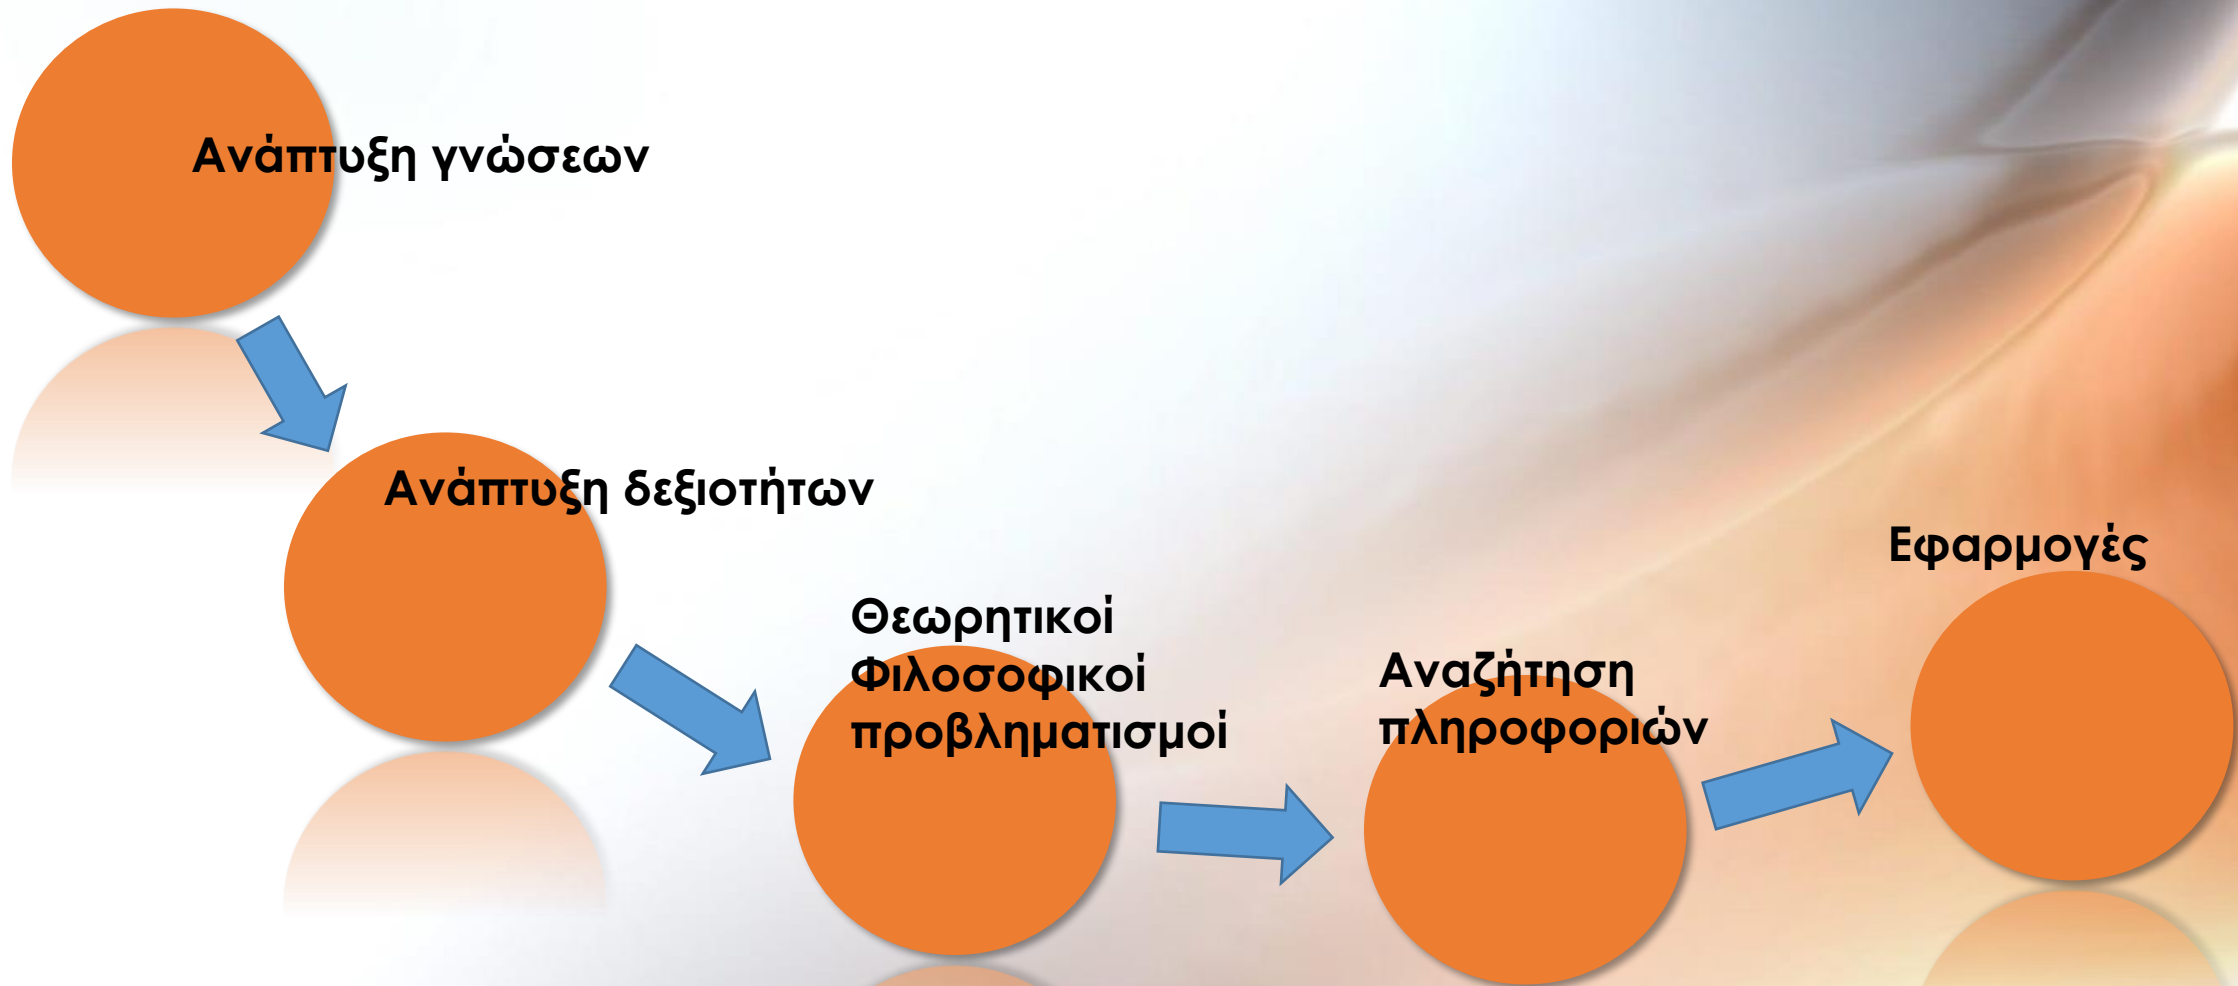 Ανάπτυξη γνώσεων
Ανάπτυξη δεξιοτήτων
Θεωρητικοί
Φιλοσοφικοί
προβληματισμοί
Αναζήτηση
πληροφοριών
Εφαρμογές